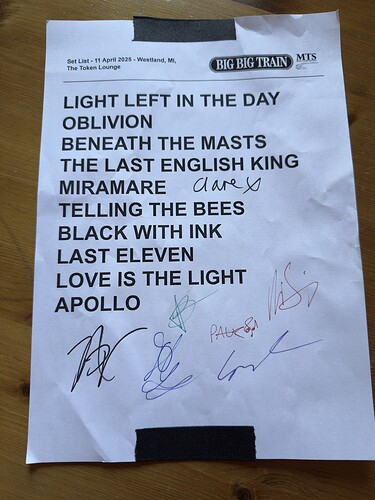 Set List - 11 April 2025 - Westland, MI,
The Token Lounge
BIG BIG TRAIN MTS
LIGHT LEFT IN THE DAY
OBLIVION
BENEATH THE MASTS
THE LAST ENGLISH KING
MIRAMARE Clare x
TELLING THE BEES
BLACK WITH INK
LAST ELEVEN
LOVE IS THE LIGHT
APOLLO